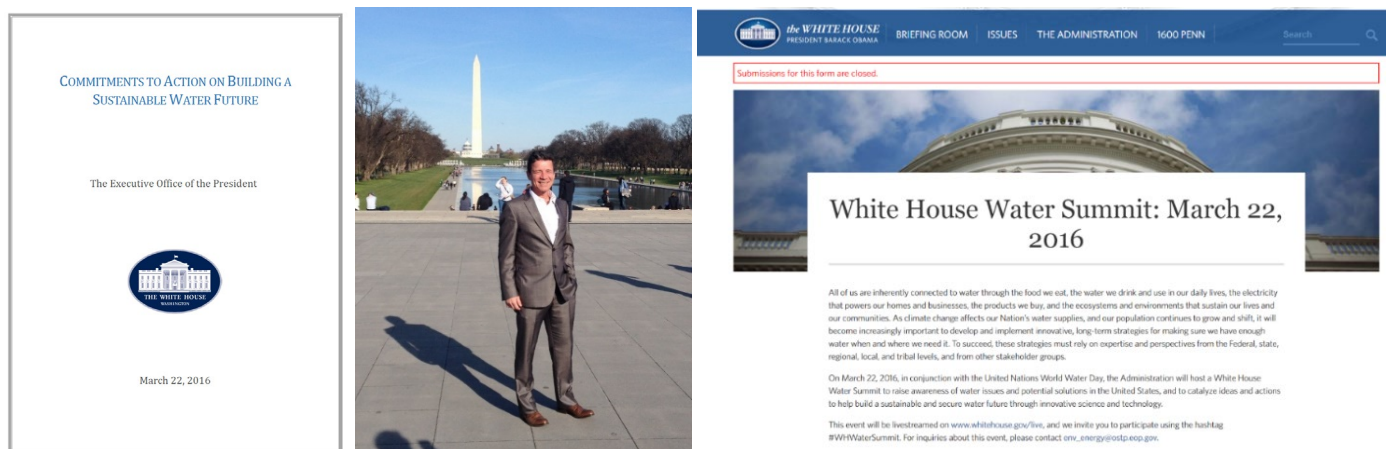 COMMITMENTS TO ACTION ON BUILDING A
SUSTAINABLE WATER FUTURE
The Executive Office of the President
THE WHITE HOUSE
WASHINGTON
March 22, 2016
the WHITE HOUSE
PRESIDENT BARACK OBAMA
BRIEFING ROOM
ISSUES
THE ADMINISTRATION
1600 PENN
Search
Submissions for this form are closed.
White House Water Summit: March 22,
2016
All of us are inherently connected to water through the food we eat, the water we drink and use in our daily lives, the electricity
that powers our homes and businesses, the products we buy, and the ecosystems and environments that sustain our lives and
our communities. As climate change affects our Nation's water supplies, and our population continues to grow and shift, it will
become increasingly important to develop and implement innovative, long-term strategies for making sure we have enough
water when and where we need it. To succeed, these strategies must rely on expertise and perspectives from the Federal, state,
regional, local, and tribal levels, and from other stakeholder groups.
On March 22, 2016, in conjunction with the United Nations World Water Day, the Administration will host a White House
Water Summit to raise awareness of water issues and potential solutions in the United States, and to catalyze ideas and actions
to help build a sustainable and secure water future through innovative science and technology.
This event will be livestreamed on www.whitehouse.gov/live, and we invite you to participate using the hashtag
#WHWaterSummit. For inquiries about this event, please contact env_energy@ostp.eop.gov.